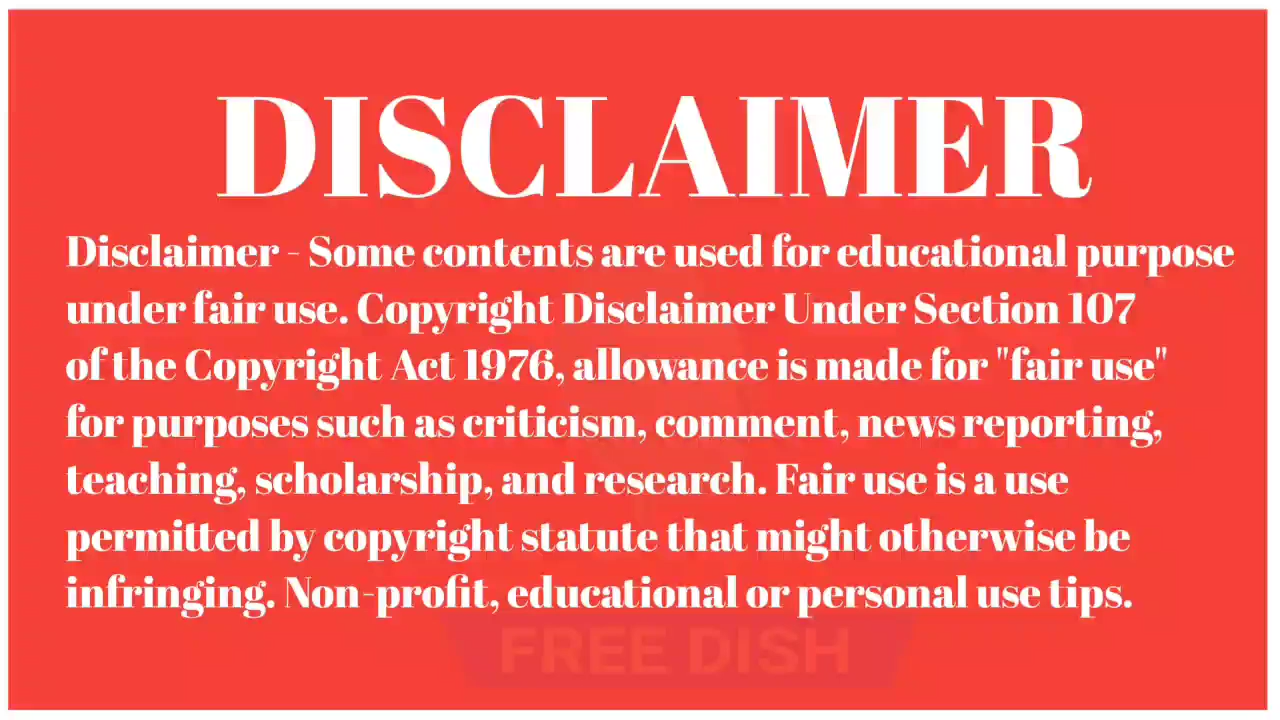 DISCLAIMER
Disclaimer - Some contents are used for educational purpose
under fair use. Copyright Disclaimer Under Section 107
of the Copyright Act 1976, allowance is made for "fair use"
for purposes such as criticism, comment, news reporting,
teaching, scholarship, and research. Fair use is a use
permitted by copyright statute that might otherwise be
infringing. Non-profit, educational or personal use tips.
FREE DISH